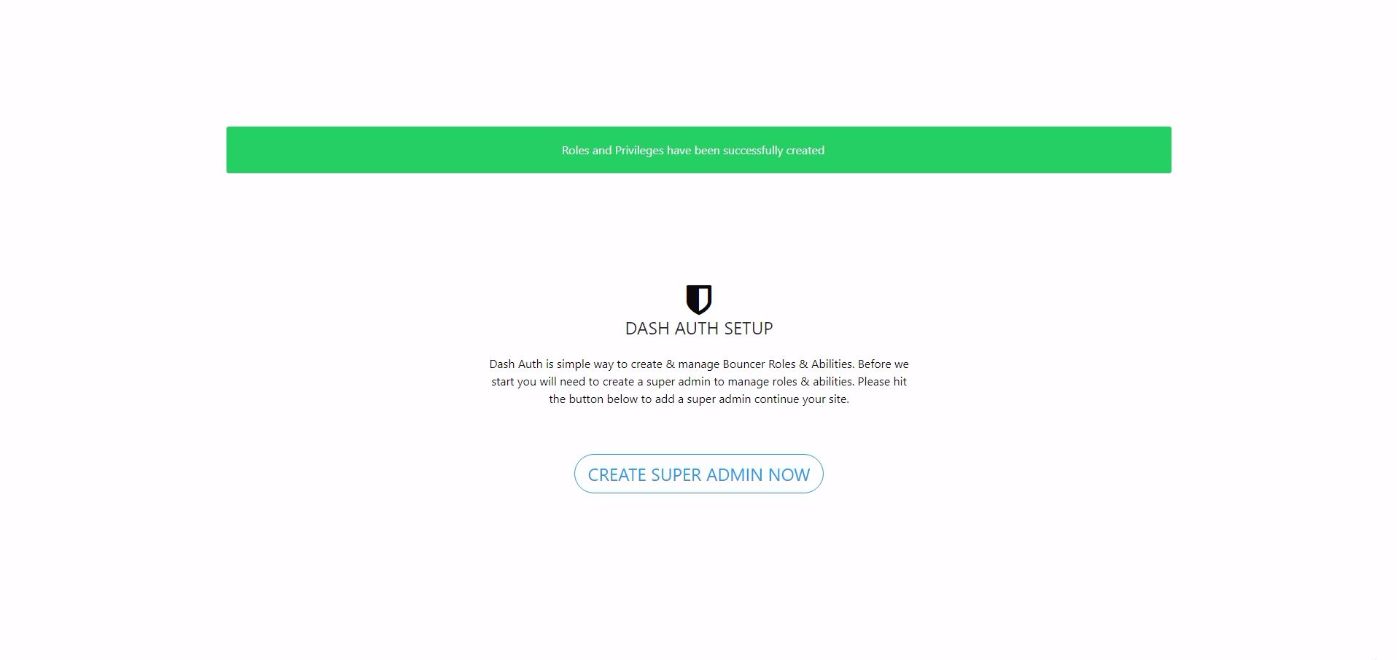 Roles and Privileges have been successfully created
DASH AUTH SETUP
Dash Auth is simple way to create & manage Bouncer Roles & Abilities. Before we
start you will need to create a super admin to manage roles & abilities. Please hit
the button below to add a super admin continue your site.
CREATE SUPER ADMIN NOW